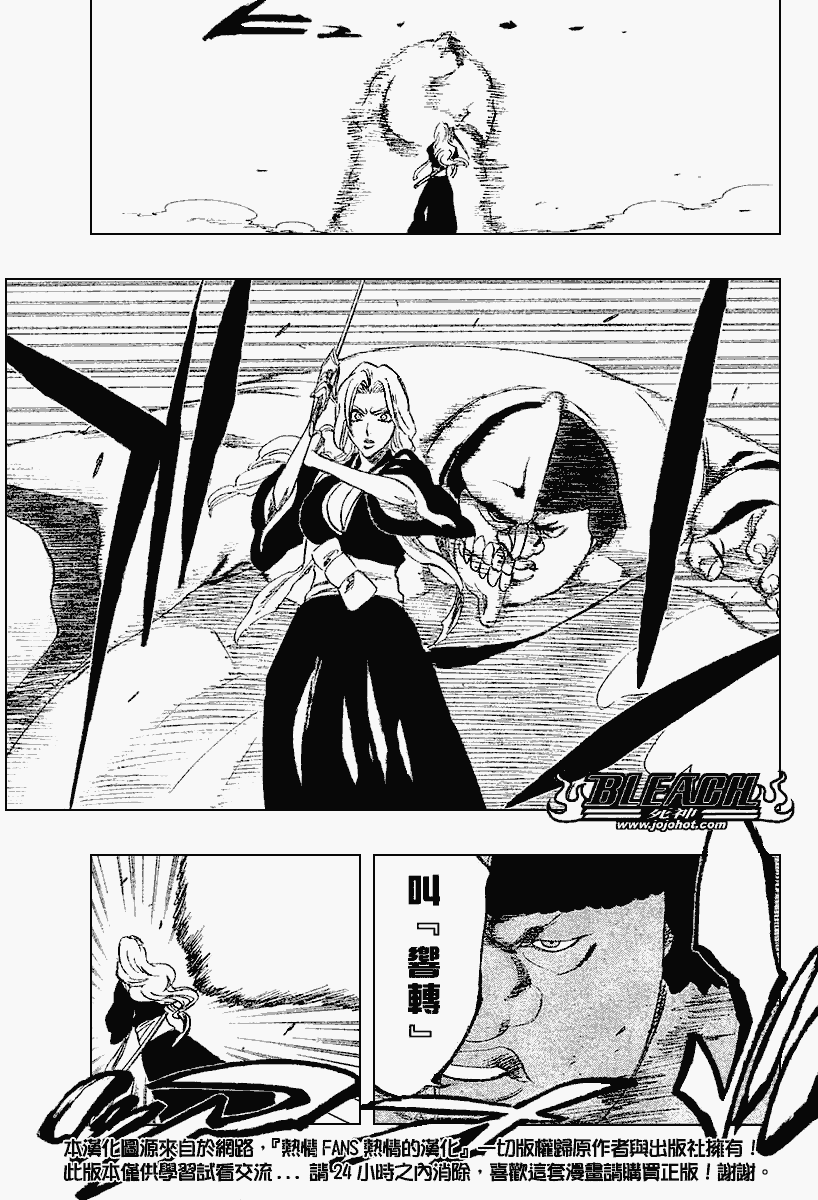 BLEACH
死神
www.jojohot.com
叫『響轉』
本漢化圖源來自於網路，『熱情FANS熱情的漢化』一切版權歸原作者與出版社擁有！
此版本僅供學習試看交流... 請24小時之內消除，喜歡這套漫畫請購買正版！謝謝。